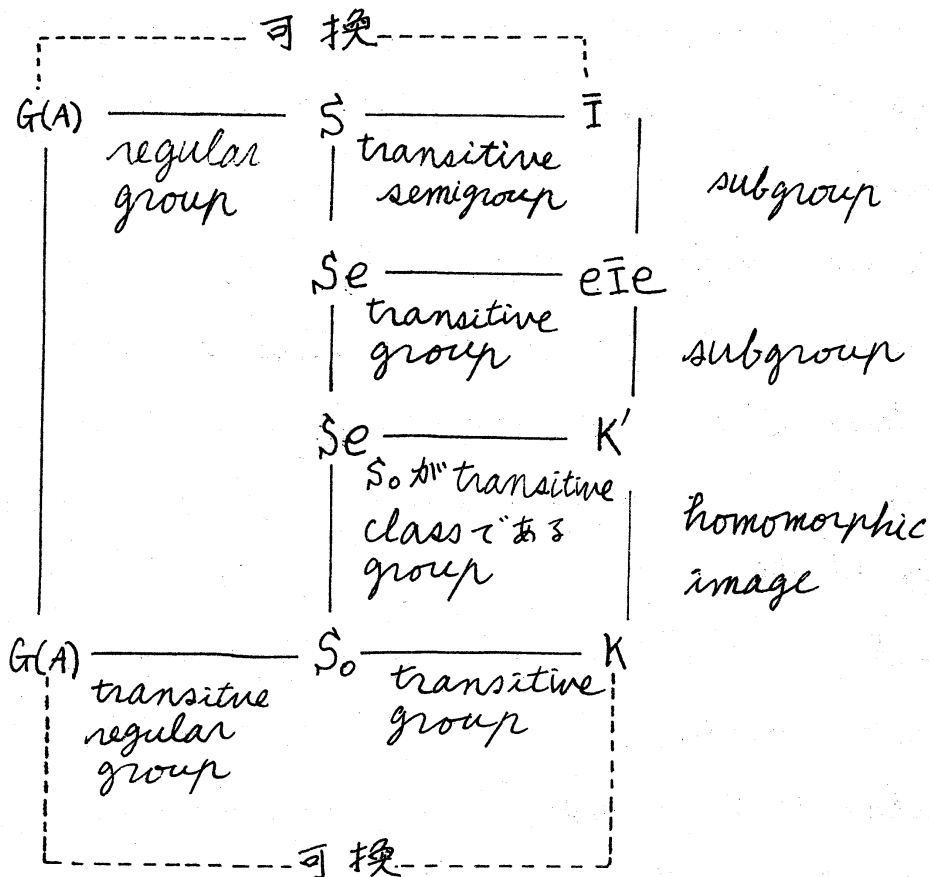 可換
G(A) S Ī
regular group
transitive semigroup
subgroup
Se eĪe
transitive group
subgroup
Se K′
S₀がtransitive
classである
group
homomorphic
image
G(A) S₀ K
transitve
regular
group
transitive
group
可換